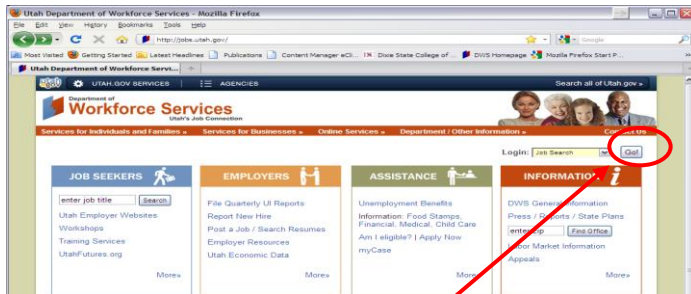 Utah Department of Workforce Services - Mozilla Firefox
File Edit View History Bookmarks Tools Help
http://jobs.utah.gov/
Google
Most Visited Getting Started Latest Headlines Publications Content Manager eCli... Dixie State College of ... DWS Homepage Mozilla Firefox Start P...
Utah Department of Workforce Servi...
UTAH.GOV SERVICES AGENCIES Search all of Utah.gov »
Department of
Workforce Services
Utah's Job Connection
Services for Individuals and Families » Services for Businesses » Online Services » Department / Other Information » Contact Us
Login: Job Search Go!
JOB SEEKERS
enter job title Search
Utah Employer Websites
Workshops
Training Services
UtahFutures.org
More»
EMPLOYERS
File Quarterly UI Reports
Report New Hire
Post a Job / Search Resumes
Employer Resources
Utah Economic Data
More»
ASSISTANCE
Unemployment Benefits
Information: Food Stamps,
Financial, Medical, Child Care
Am I eligible? | Apply Now
myCase
More»
INFORMATION
DWS General Information
Press / Reports / State Plans
enter zip Find Office
Labor Market Information
Appeals
More»